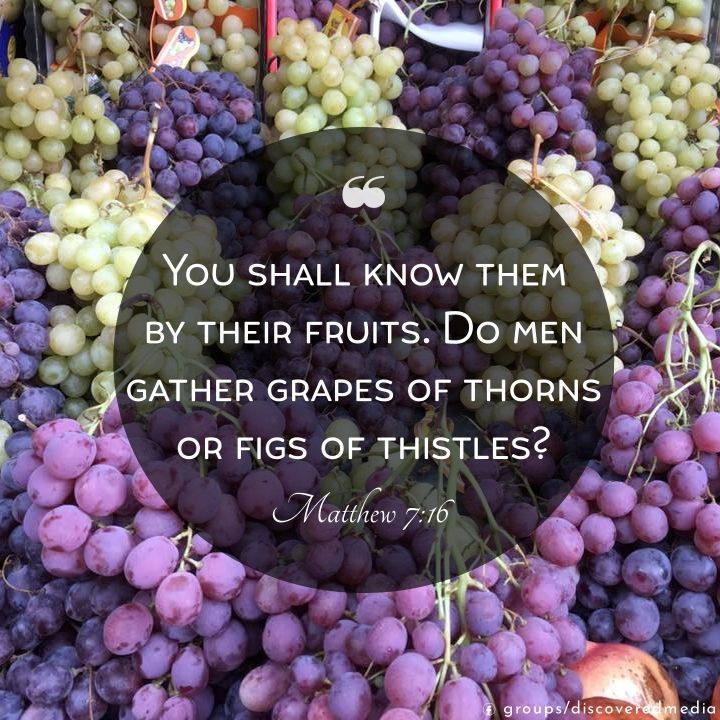 “
You shall know them
by their fruits. Do men
gather grapes of thorns
or figs of thistles?
Matthew 7:16
groups/discoveredmedia